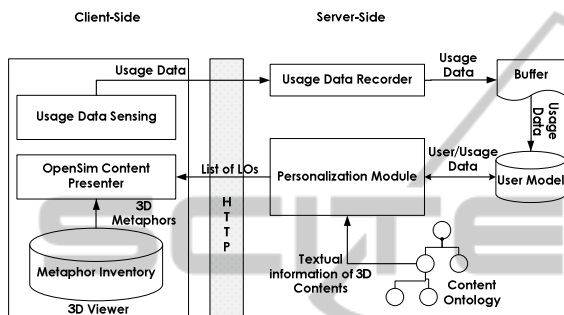 Client-Side
Server-Side
Usage Data
Usage Data Recorder
Usage
Data
Buffer
Usage Data Sensing
Usage
Data
OpenSim Content
Presenter
List of LOs
Personalization Module
User/Usage
Data
User Model
3D
Metaphors
HTTP
Metaphor Inventory
3D Viewer
Textual
information of 3D
Contents
Content
Ontology
SCITE